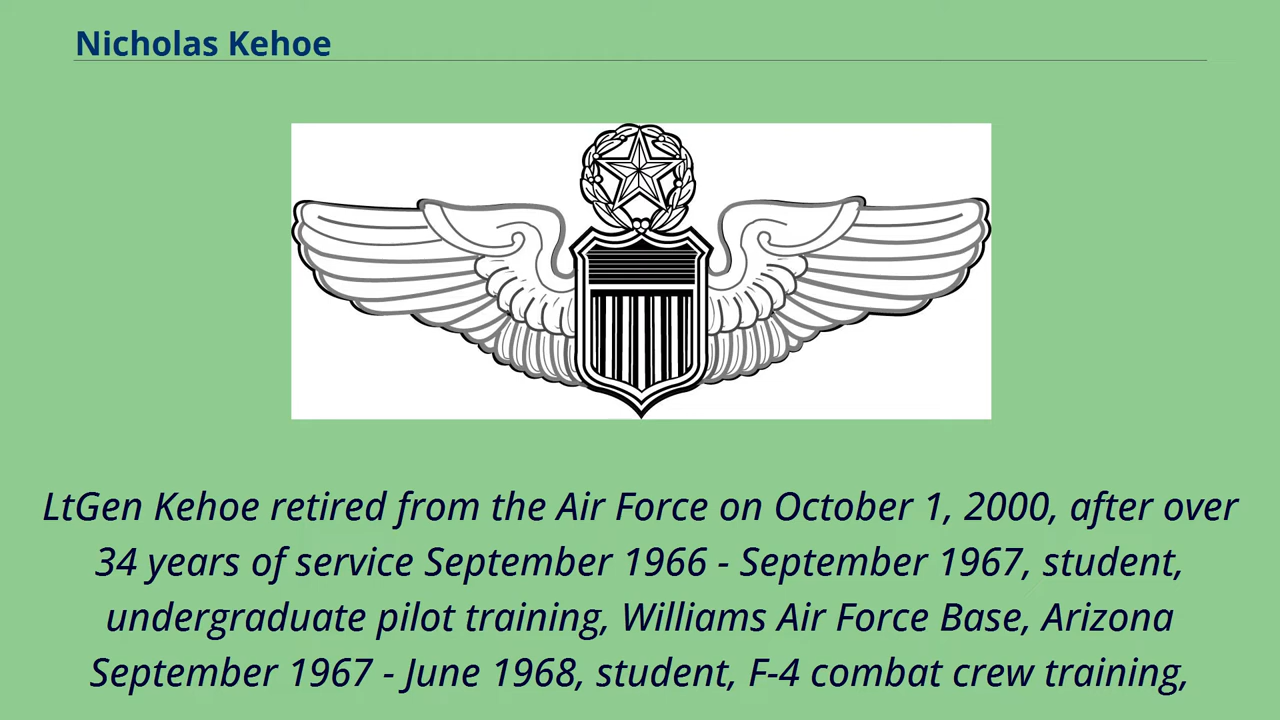 Nicholas Kehoe
LtGen Kehoe retired from the Air Force on October 1, 2000, after over
34 years of service September 1966 - September 1967, student,
undergraduate pilot training, Williams Air Force Base, Arizona
September 1967 - June 1968, student, F-4 combat crew training,